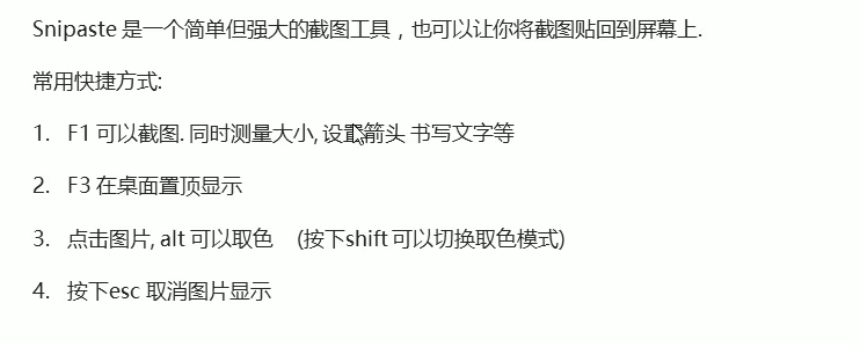 Snipaste 是一个简单但强大的截图工具，也可以让你将截图贴回到屏幕上.
常用快捷方式:
1. F1 可以截图. 同时测量大小, 设置箭头 书写文字等
2. F3 在桌面置顶显示
3. 点击图片, alt 可以取色 (按下shift 可以切换取色模式)
4. 按下esc 取消图片显示